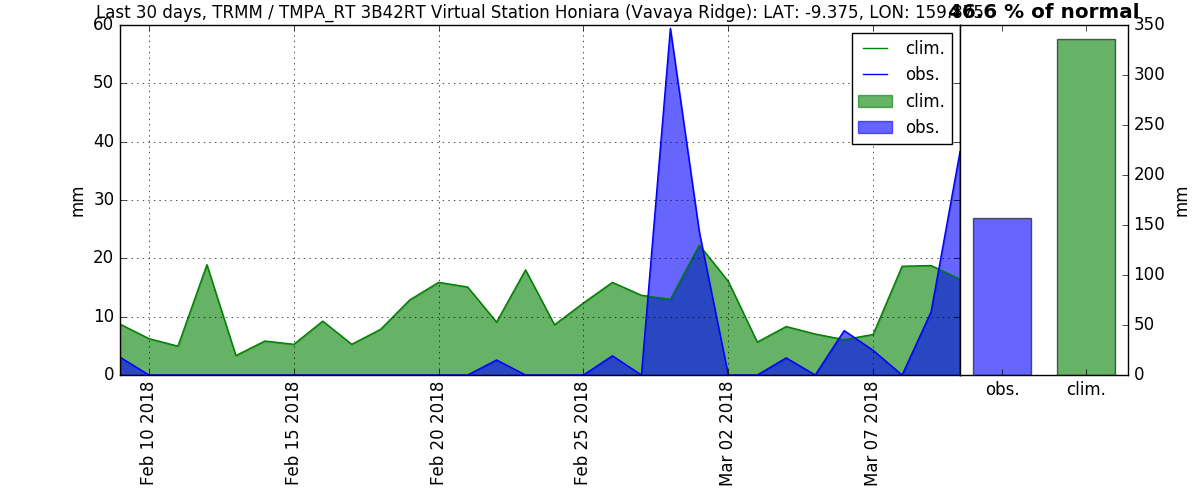 Last 30 days, TRMM / TMPA_RT 3B42RT Virtual Station Honiara (Vavaya Ridge): LAT: -9.375, LON:
46.6 % of normal
60
50
40
30
20
10
0
mm
clim.
obs.
clim.
obs.
Feb 10 2018
Feb 15 2018
Feb 20 2018
Feb 25 2018
Mar 02 2018
Mar 07 2018
350
300
250
200
150
100
50
0
mm
obs.
clim.